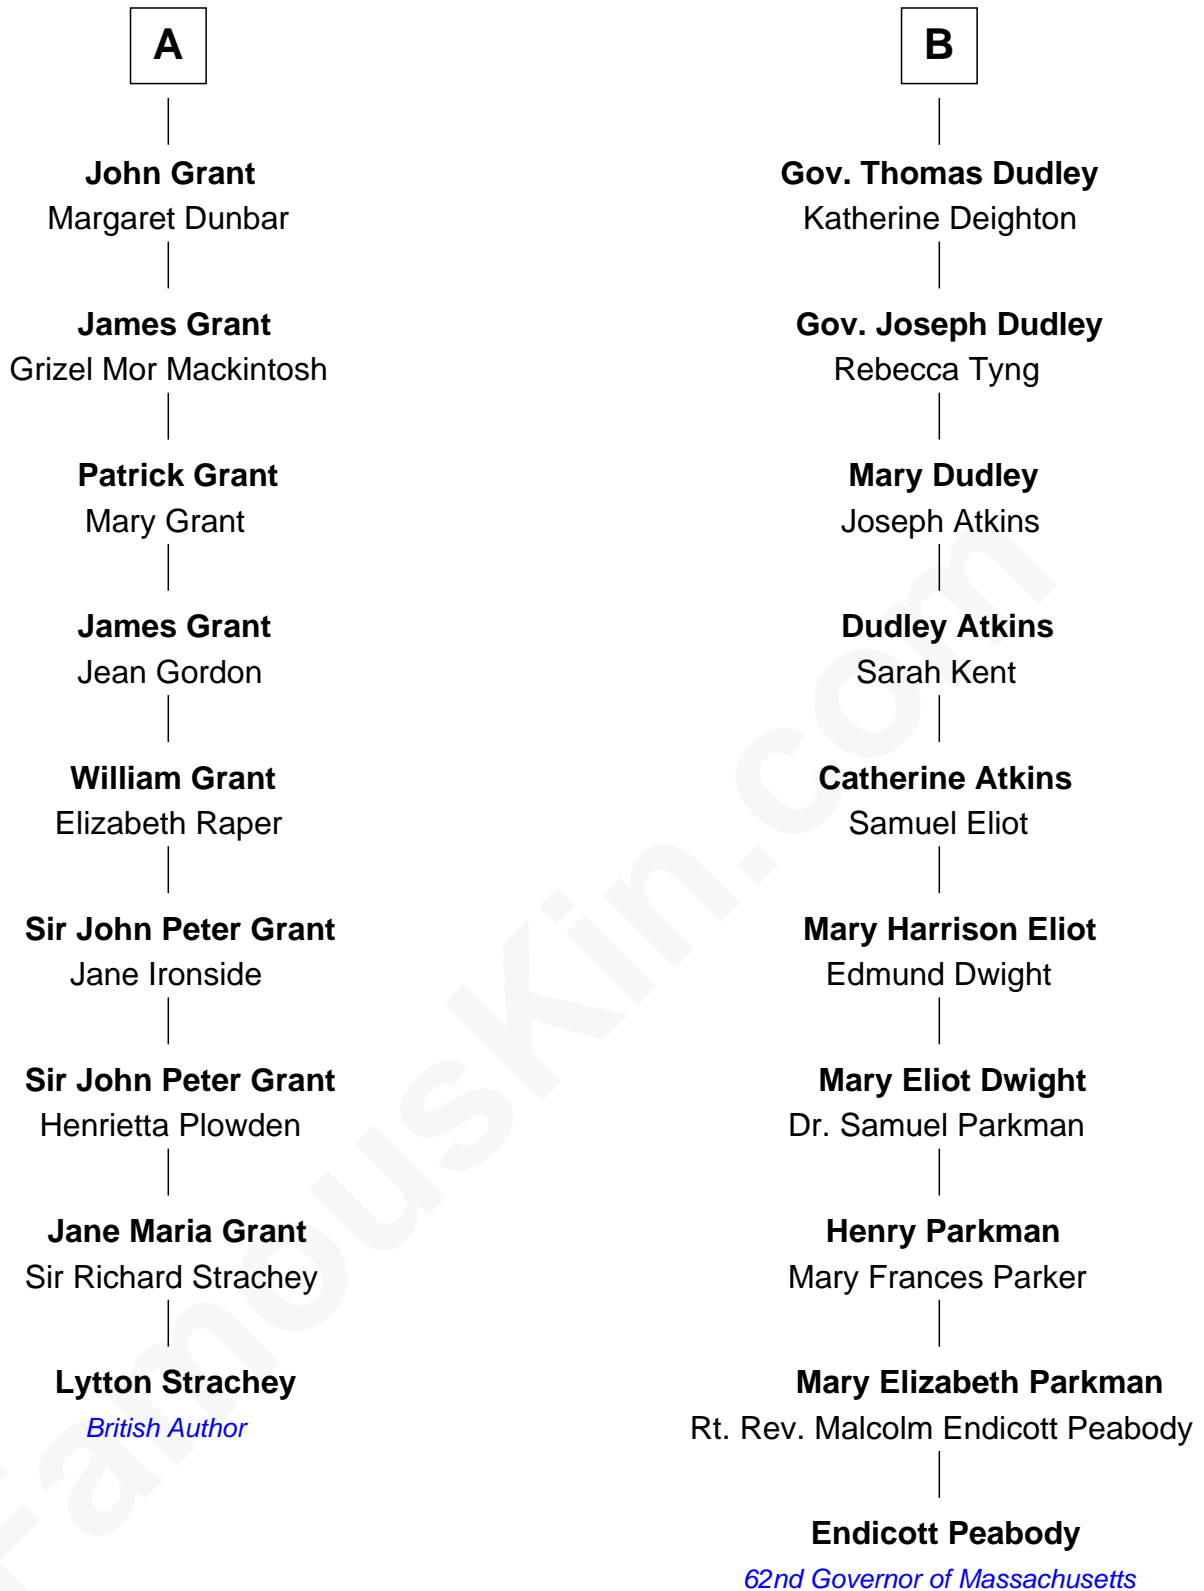 A
John Grant
Margaret Dunbar
James Grant
Grizel Mor Mackintosh
Patrick Grant
Mary Grant
James Grant
Jean Gordon
William Grant
Elizabeth Raper
Sir John Peter Grant
Jane Ironside
Sir John Peter Grant
Henrietta Plowden
Jane Maria Grant
Sir Richard Strachey
Lytton Strachey
British Author
B
Gov. Thomas Dudley
Katherine Deighton
Gov. Joseph Dudley
Rebecca Tyng
Mary Dudley
Joseph Atkins
Dudley Atkins
Sarah Kent
Catherine Atkins
Samuel Eliot
Mary Harrison Eliot
Edmund Dwight
Mary Eliot Dwight
Dr. Samuel Parkman
Henry Parkman
Mary Frances Parker
Mary Elizabeth Parkman
Rt. Rev. Malcolm Endicott Peabody
Endicott Peabody
62nd Governor of Massachusetts
FamousKin.com